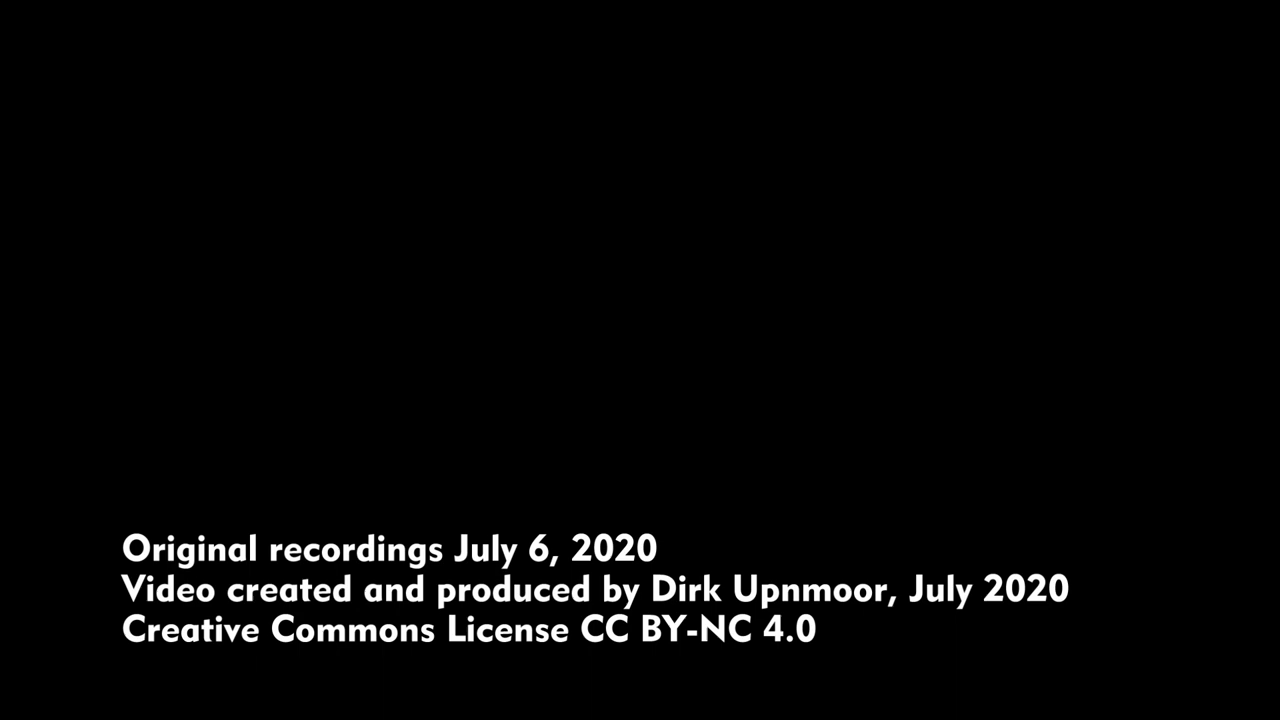 Original recordings July 6, 2020
Video created and produced by Dirk Upnmoor, July 2020
Creative Commons License CC BY-NC 4.0